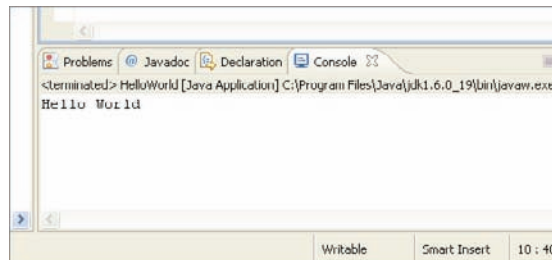 Problems @ Javadoc Declaration Console
<terminated> HelloWorld [Java Application] C:\Program Files\Java\jdk1.6.0_19\bin\javaw.exe
Hello World
Writable Smart Insert 10 : 40